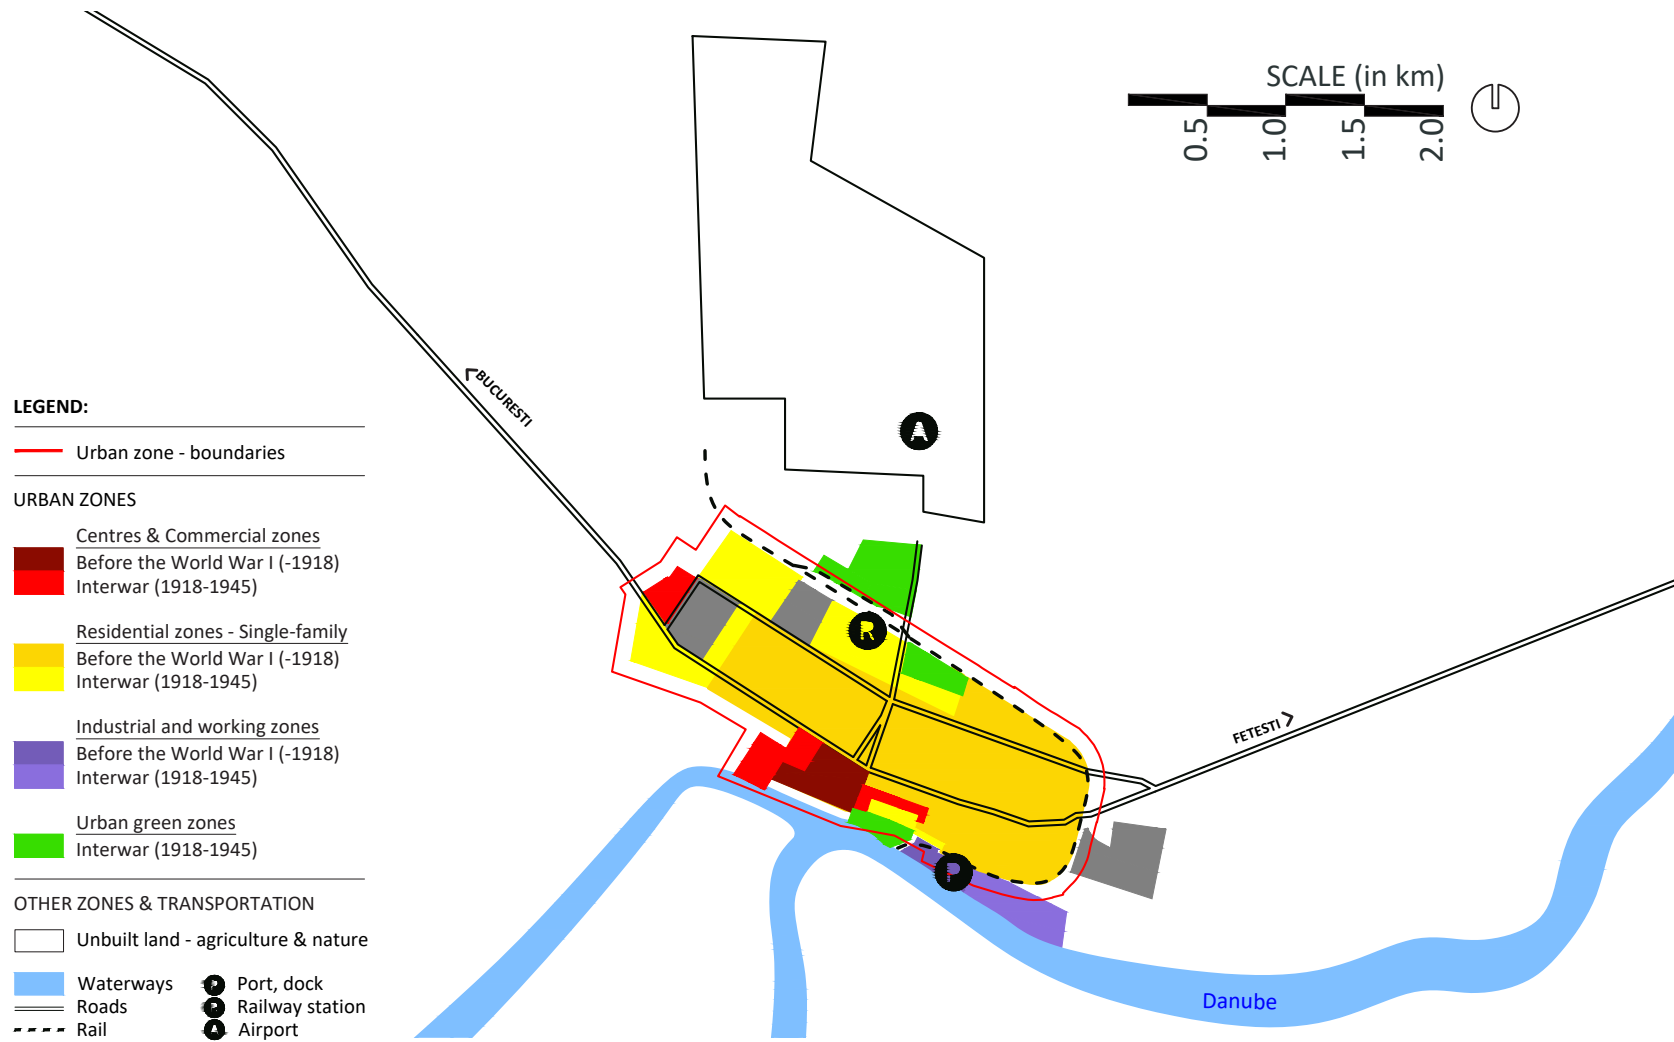 SCALE (in km)
0.5
1.0
1.5
2.0
A
BUCURESTI
R
FETESTI
P
Danube
LEGEND:
Urban zone - boundaries
URBAN ZONES
Centres & Commercial zones
Before the World War I (-1918)
Interwar (1918-1945)
Residential zones - Single-family
Before the World War I (-1918)
Interwar (1918-1945)
Industrial and working zones
Before the World War I (-1918)
Interwar (1918-1945)
Urban green zones
Interwar (1918-1945)
OTHER ZONES & TRANSPORTATION
Unbuilt land - agriculture & nature
Waterways P Port, dock
Roads R Railway station
Rail A Airport